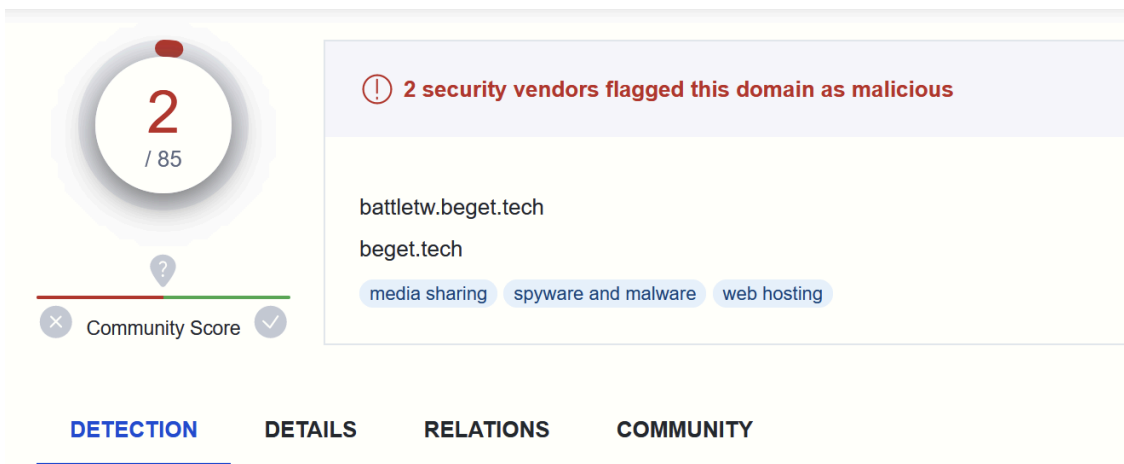 2
/ 85
2 security vendors flagged this domain as malicious
battletw.beget.tech
beget.tech
media sharing spyware and malware web hosting
Community Score
DETECTION DETAILS RELATIONS COMMUNITY